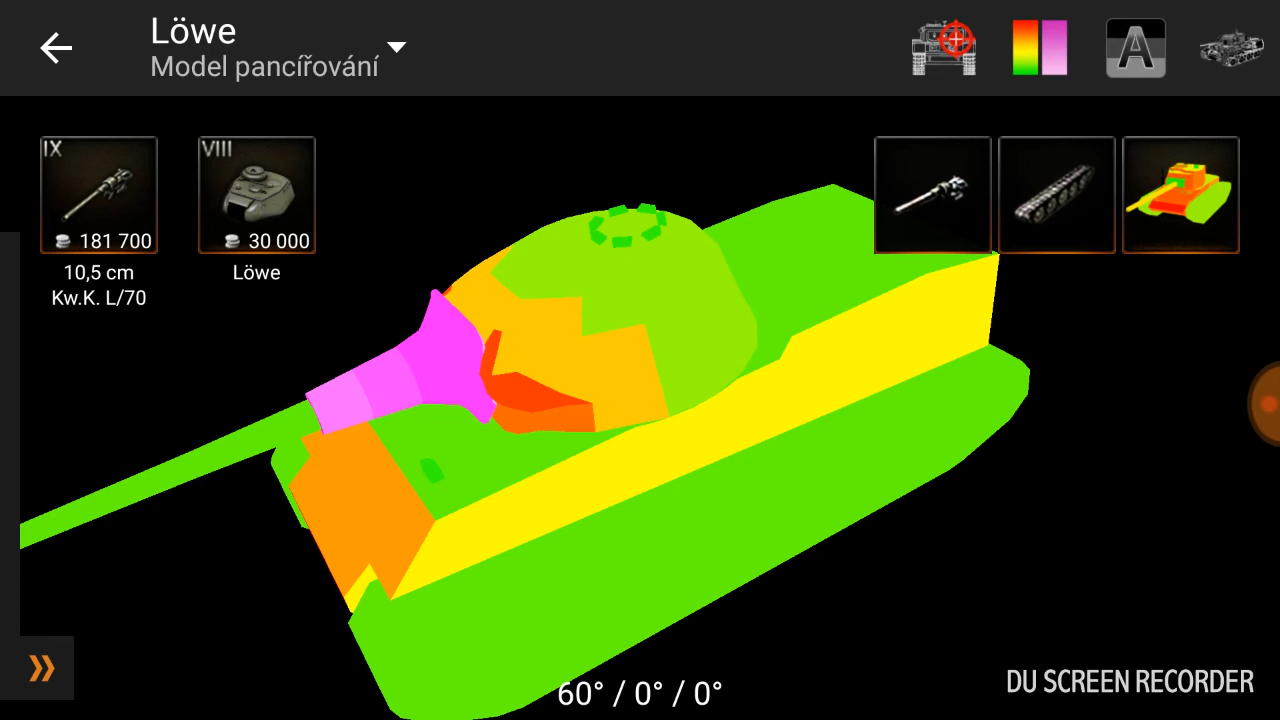 Löwe
Model pancířování
A
IX
181 700
10,5 cm
Kw.K. L/70
VIII
30 000
Löwe
60° / 0° / 0°
DU SCREEN RECORDER